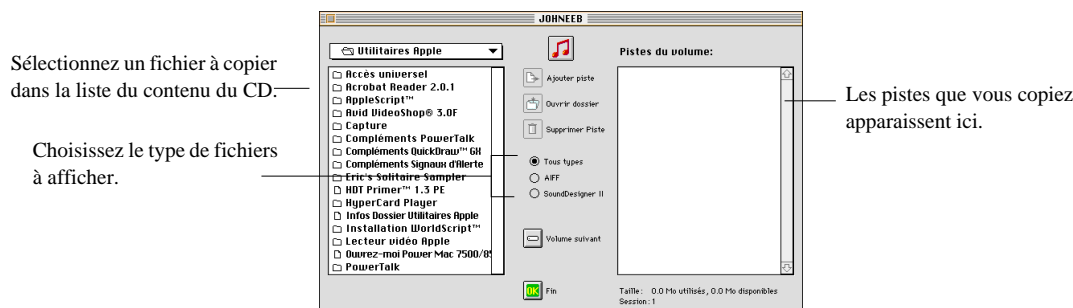 JOHNEEB
Utilitaires Apple
Pistes du volume:
Sélectionnez un fichier à copier
dans la liste du contenu du CD.
Accès universel
Acrobat Reader 2.0.1
AppleScript™
Avid VideoShop® 3.0F
Capture
Compléments PowerTalk
Compléments QuickDraw™ GX
Compléments Signaux d'Alerte
Eric's Solitaire Sampler
HDT Primer™ 1.3 PE
HyperCard Player
Infos Dossier Utilitaires Apple
Installation WorldScript™
Lecteur vidéo Apple
Ouvrez-moi Power Mac 7500/85
PowerTalk
Choisissez le type de fichiers
à afficher.
Ajouter piste
Ouvrir dossier
Supprimer Piste
Tous types
AIFF
SoundDesigner II
Volume suivant
OK Fin
Les pistes que vous copiez
apparaissent ici.
Taille: 0.0 Mo utilisés, 0.0 Mo disponibles
Session: 1